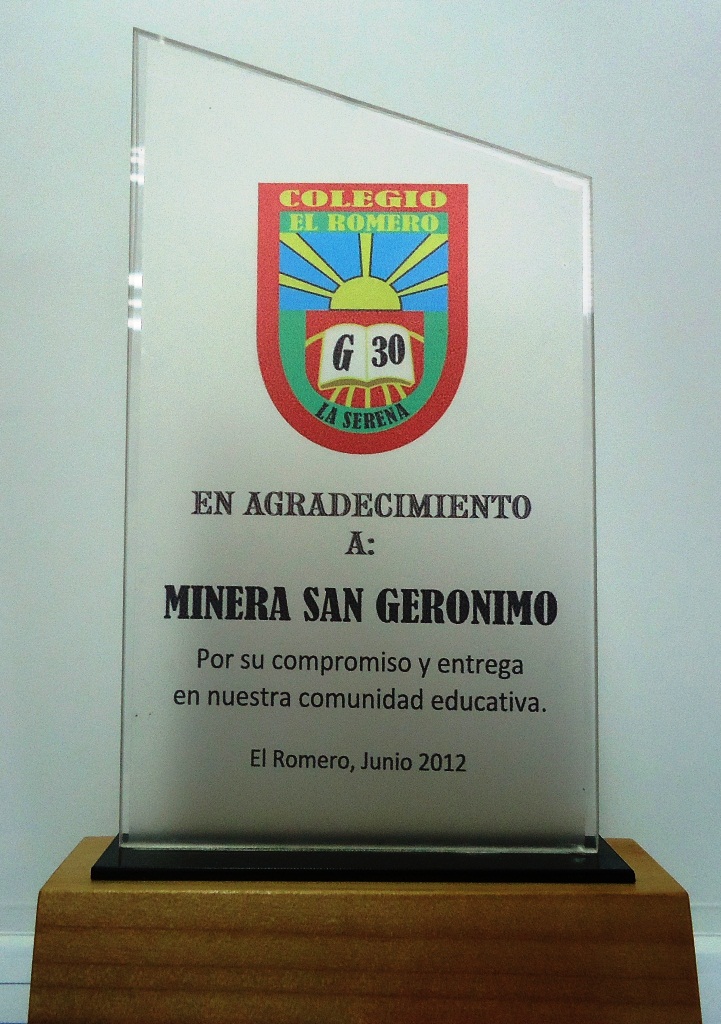 COLEGIO
EL ROMERO
G 30
LA SERENA
EN AGRADECIMIENTO
A:
MINERA SAN GERONIMO
Por su compromiso y entrega
en nuestra comunidad educativa.
El Romero, Junio 2012